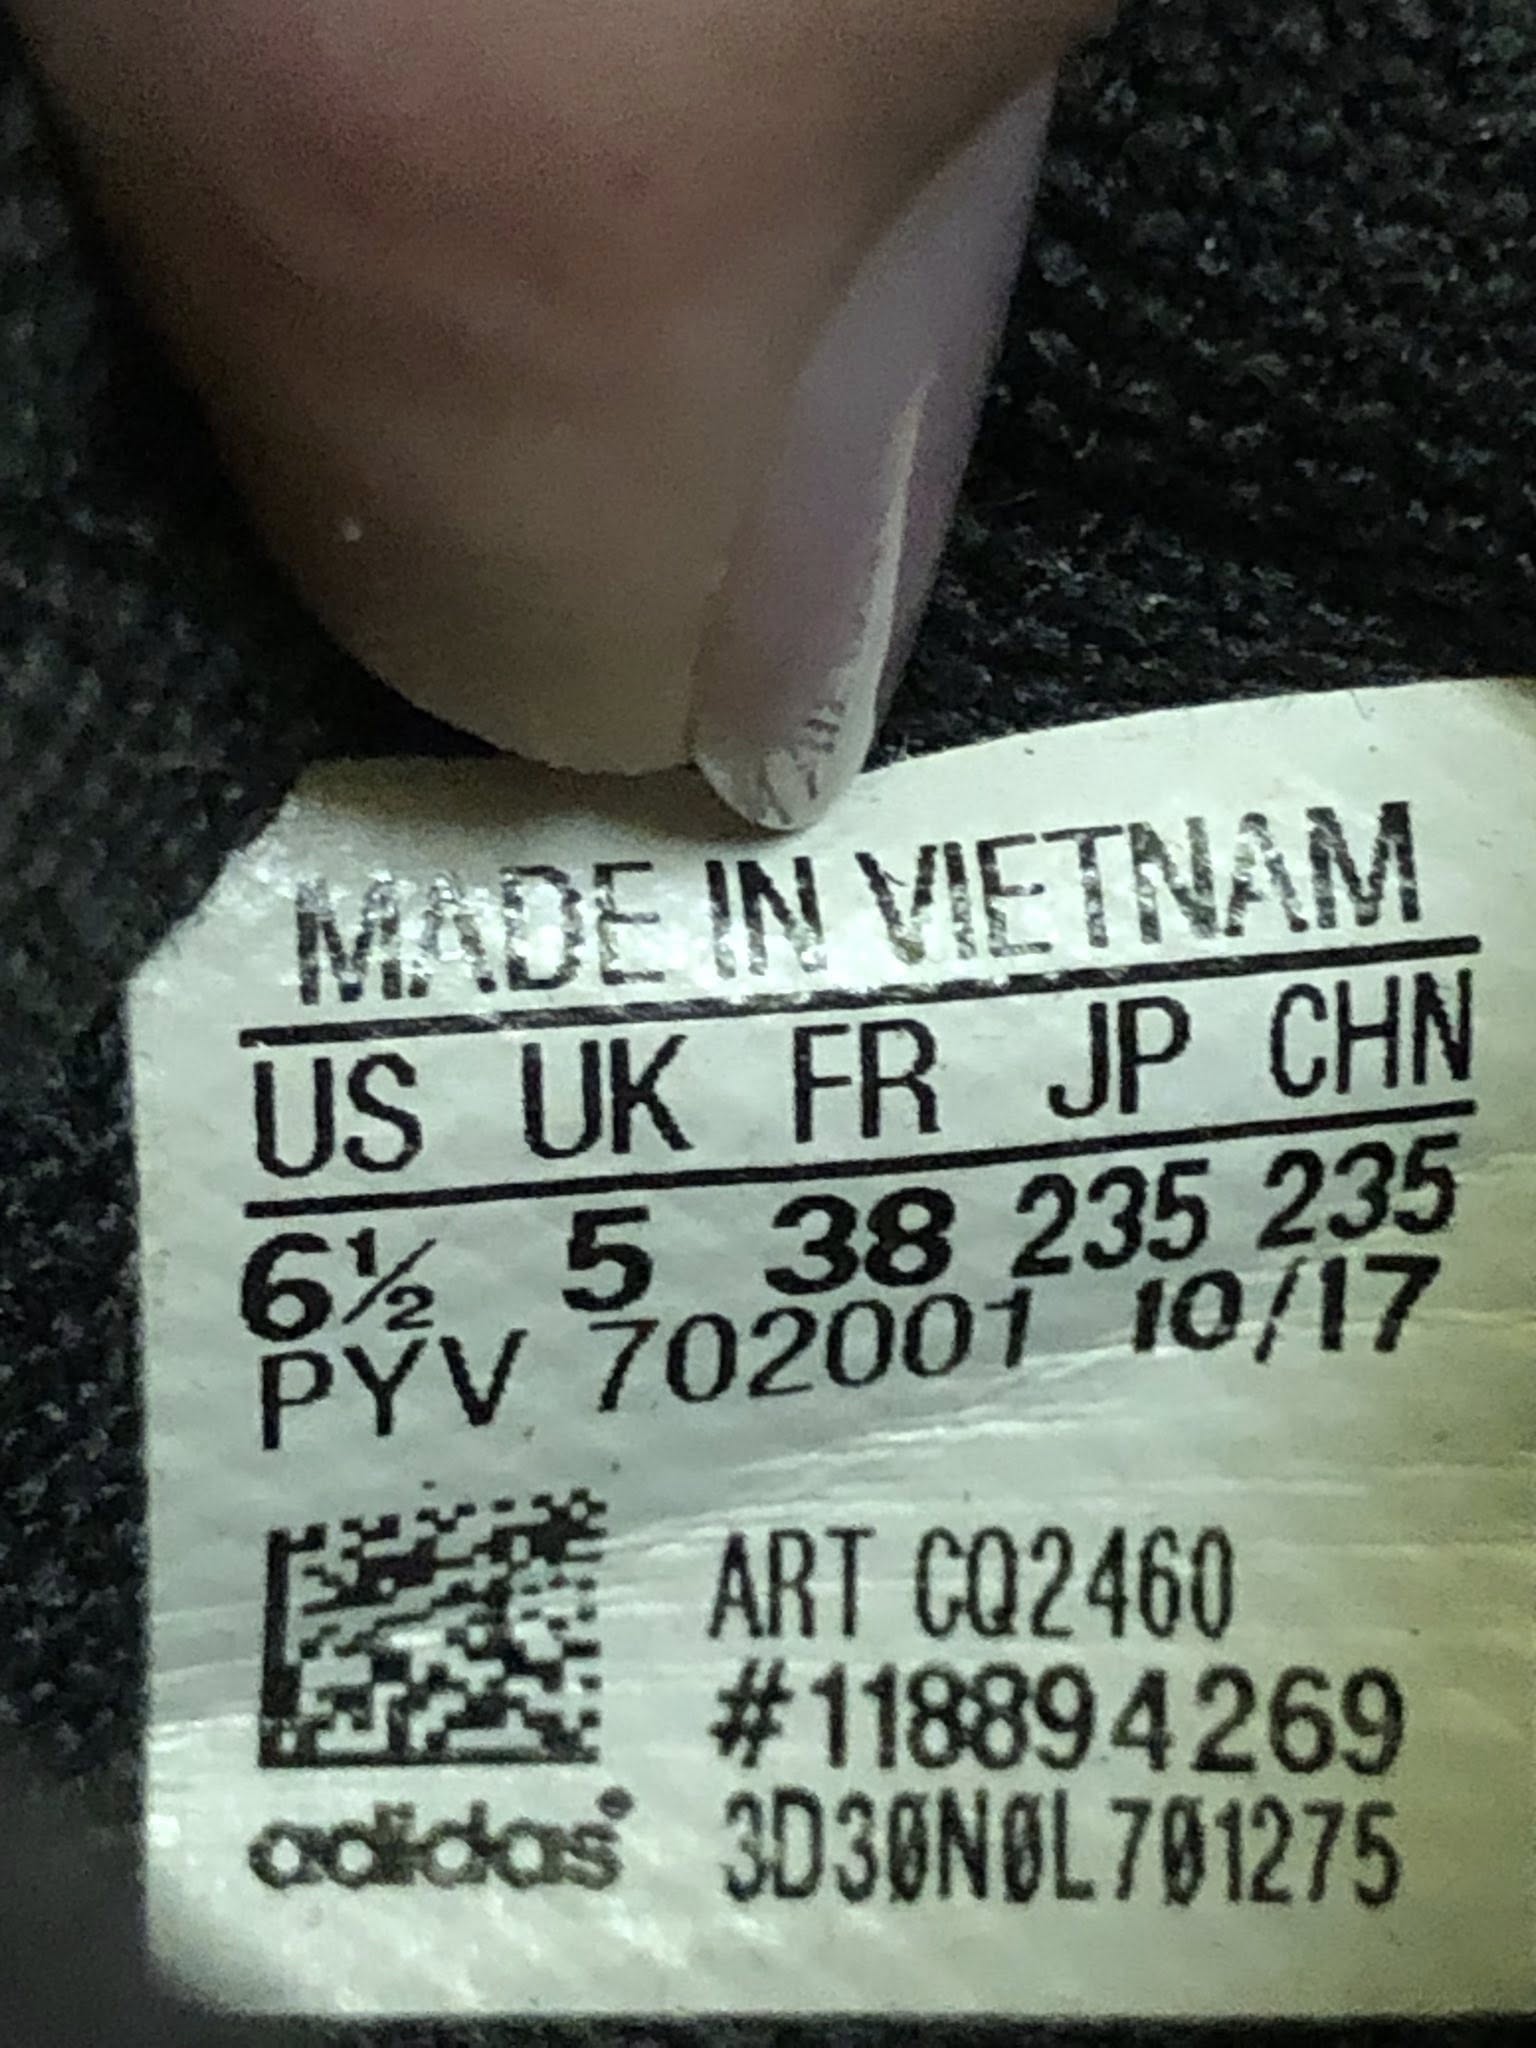 MADE IN VIETNAM
US UK FR JP CHN
6½ 5 38 235 235
PYV 702001 10/17
ART CQ2460
#118894269
adidas® 3D30N0L701275